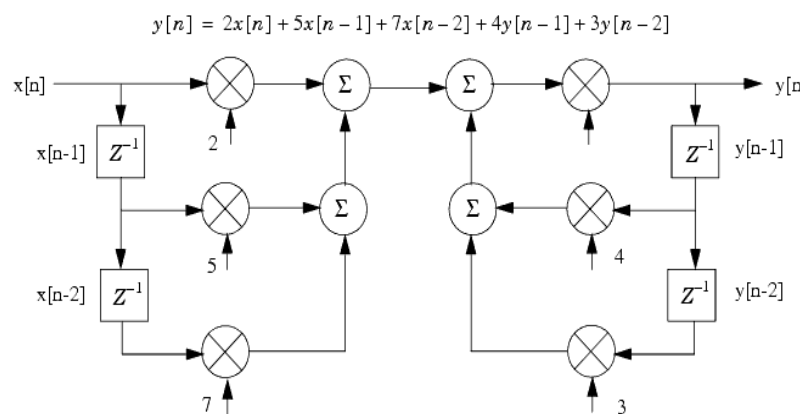 y[n] = 2x[n] + 5x[n−1] + 7x[n−2] + 4y[n−1] + 3y[n−2]
x[n] Σ Σ y[n
2
x[n-1] Z⁻¹ Z⁻¹ y[n-1]
Σ Σ
5 4
x[n-2] Z⁻¹ Z⁻¹ y[n-2]
7 3